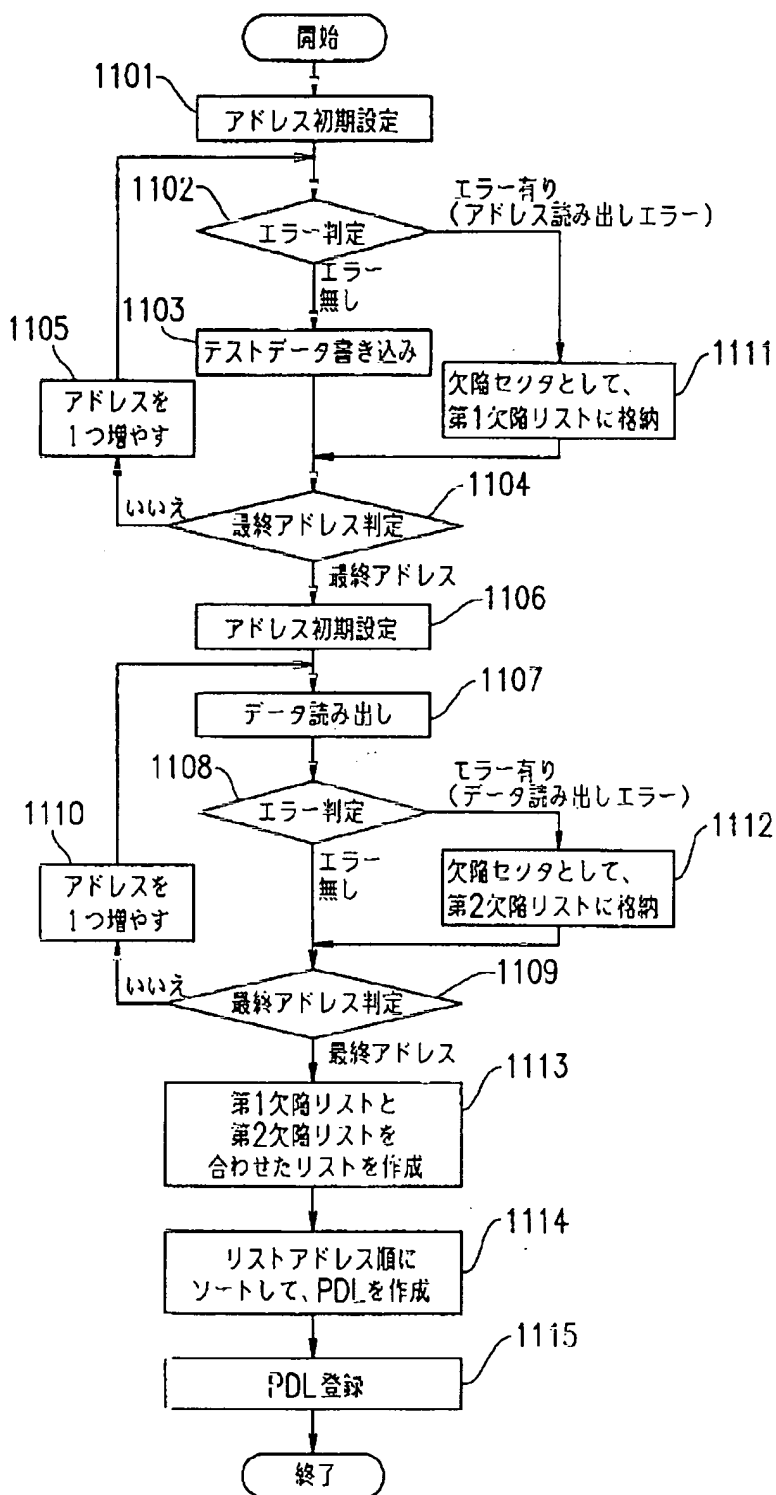 開始
1101
アドレス初期設定
1102
エラー判定
エラー有り
(アドレス読み出しエラー)
エラー
無し
1103
テストデータ書き込み
1105
アドレスを
1つ増やす
1111
欠陥セクタとして、
第1欠陥リストに格納
いいえ
1104
最終アドレス判定
最終アドレス
1106
アドレス初期設定
1107
データ読み出し
1108
エラー判定
エラー有り
(データ読み出しエラー)
エラー
無し
1110
アドレスを
1つ増やす
1112
欠陥セクタとして、
第2欠陥リストに格納
いいえ
1109
最終アドレス判定
最終アドレス
1113
第1欠陥リストと
第2欠陥リストを
合わせたリストを作成
1114
リストアドレス順に
ソートして、PDLを作成
1115
PDL登録
終了